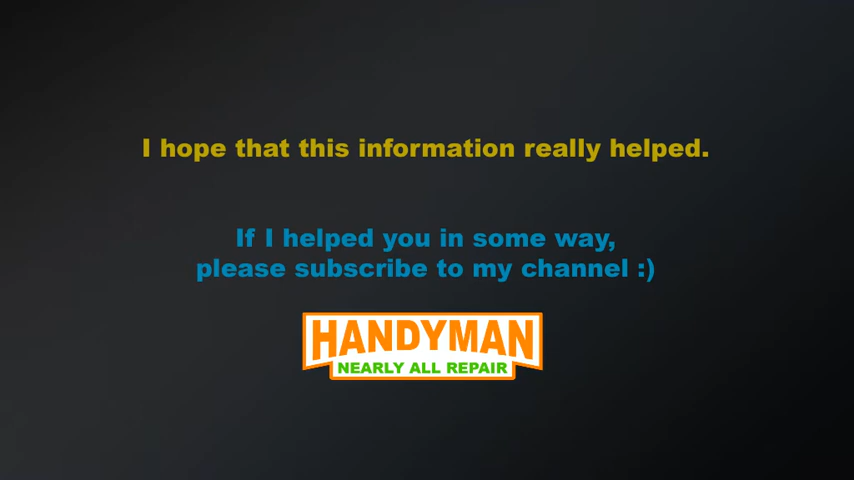 I hope that this information really helped.
If I helped you in some way,
please subscribe to my channel :)
HANDYMAN
NEARLY ALL REPAIR